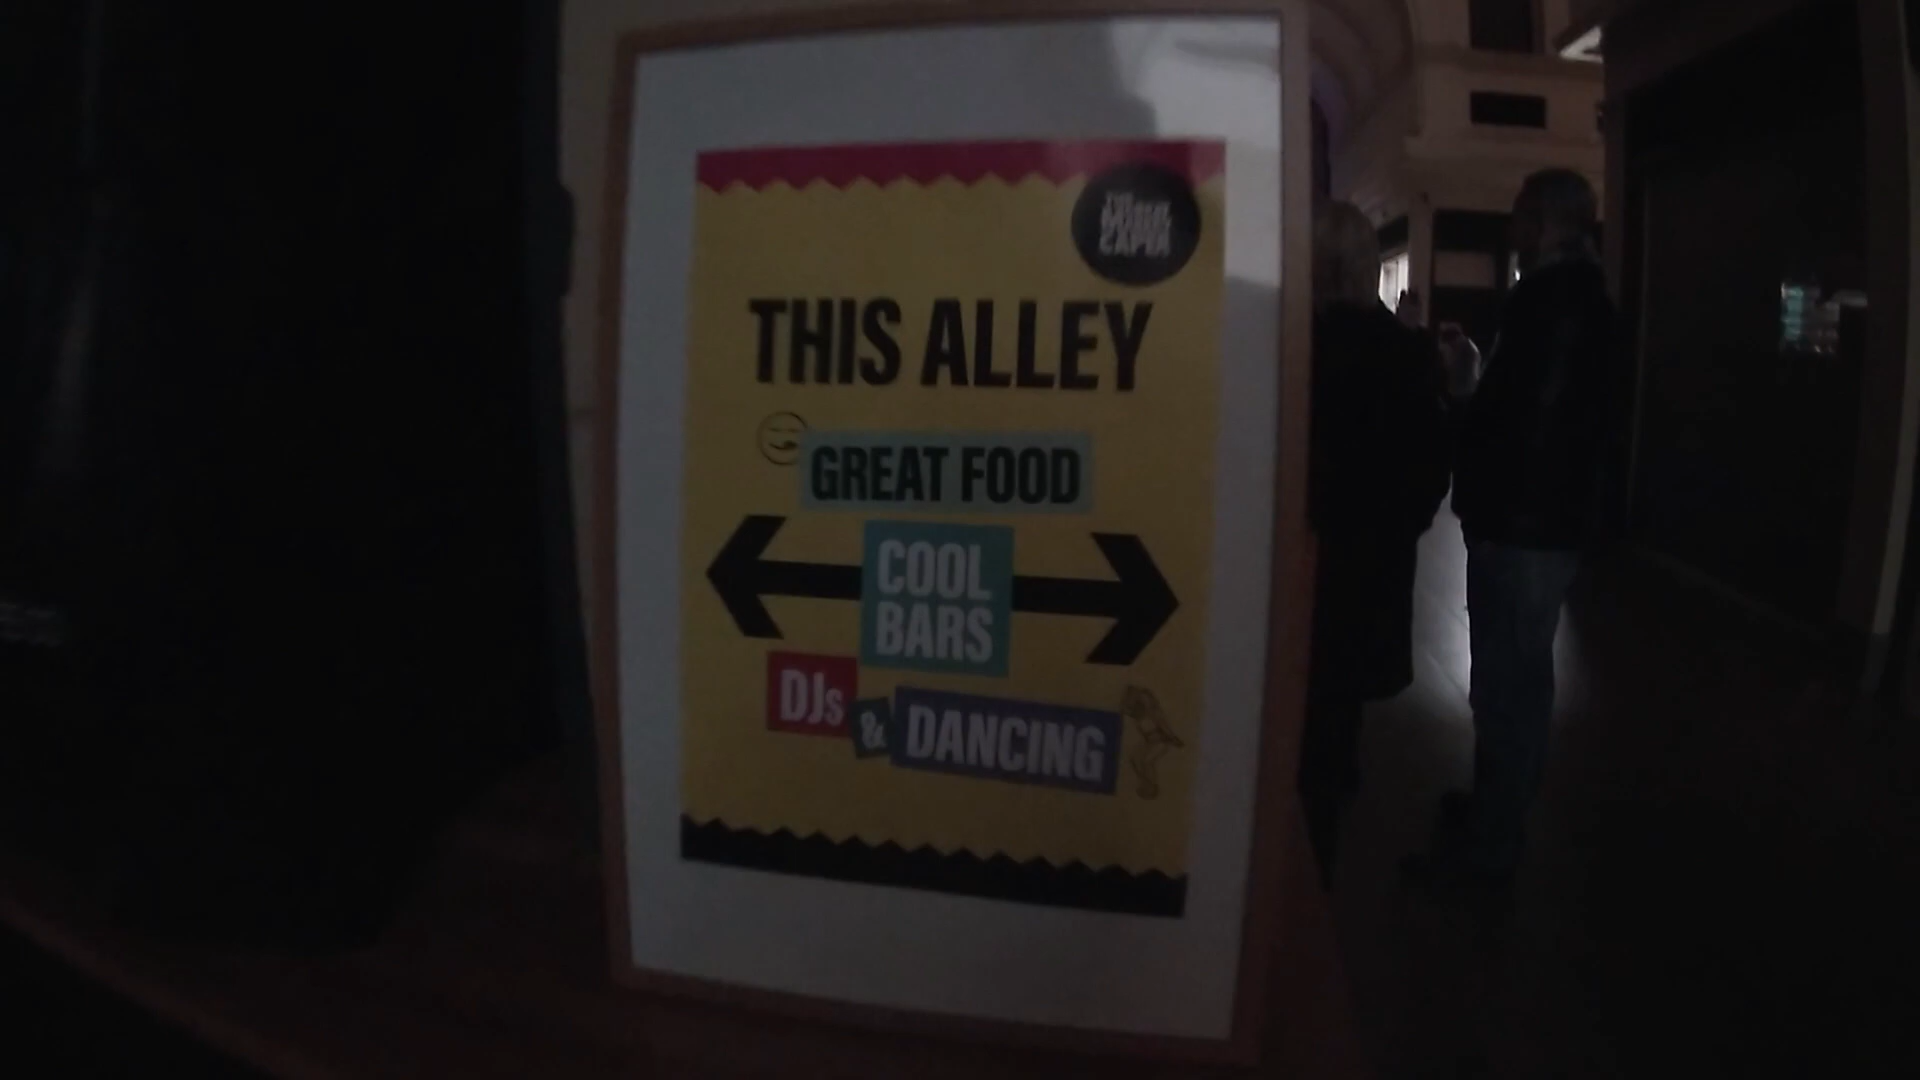 THIS ALLEY
GREAT FOOD
COOL
BARS
DJs & DANCING